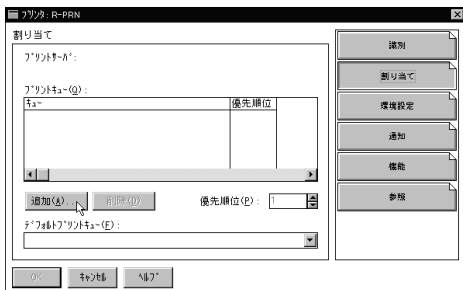 ﾌﾟﾘﾝﾀ: R-PRN
割り当て
ﾌﾟﾘﾝﾄｻｰﾊﾞ:
ﾌﾟﾘﾝﾄｷｭｰ(Q):
ｷｭｰ 優先順位
追加(A)... 削除(D) 優先順位(P): 1
ﾃﾞﾌｫﾙﾄﾌﾟﾘﾝﾄｷｭｰ(F):
OK ｷｬﾝｾﾙ ﾍﾙﾌﾟ
識別
割り当て
環境設定
通知
機能
参照